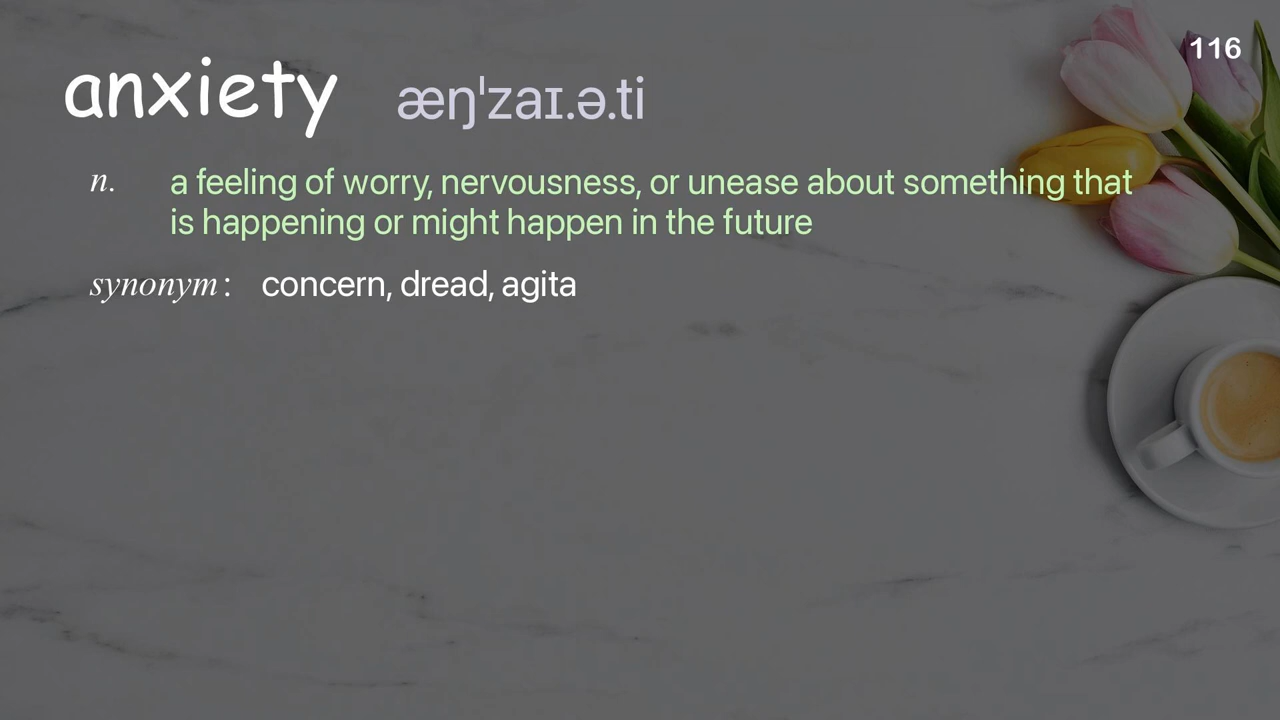 116
anxiety æŋˈzaɪ.ə.ti
n. a feeling of worry, nervousness, or unease about something that
is happening or might happen in the future
synonym : concern, dread, agita